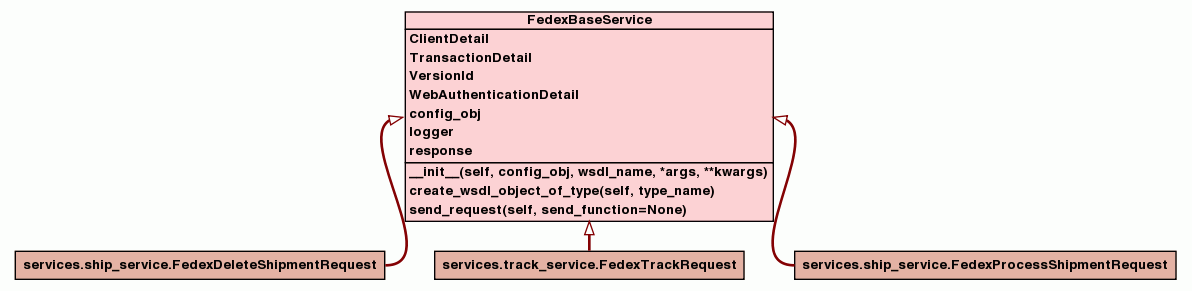 FedexBaseService
ClientDetail
TransactionDetail
VersionId
WebAuthenticationDetail
config_obj
logger
response
__init__(self, config_obj, wsdl_name, *args, **kwargs)
create_wsdl_object_of_type(self, type_name)
send_request(self, send_function=None)
services.ship_service.FedexDeleteShipmentRequest
services.track_service.FedexTrackRequest
services.ship_service.FedexProcessShipmentRequest